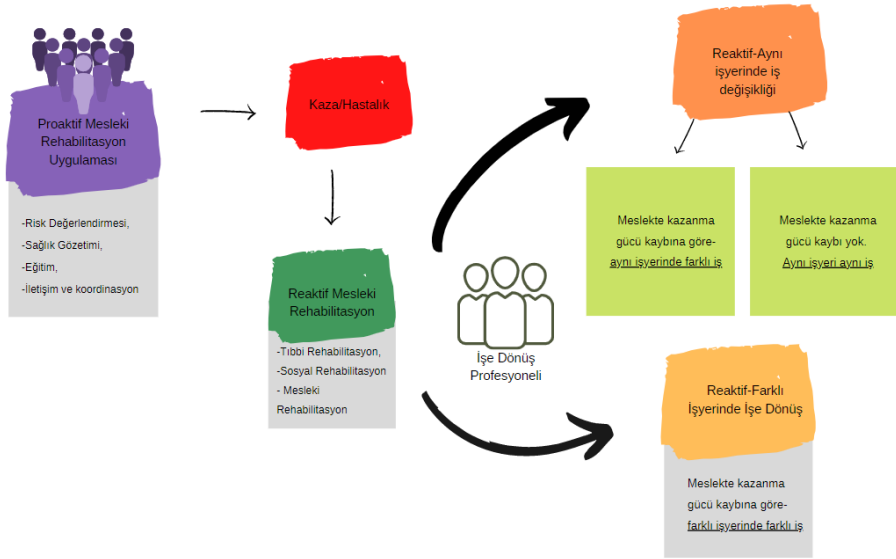 Proaktif Mesleki
Rehabilitasyon
Uygulaması
-Risk Değerlendirmesi,
-Sağlık Gözetimi,
-Eğitim,
-İletişim ve koordinasyon
Kaza/Hastalık
Reaktif Mesleki
Rehabilitasyon
-Tıbbi Rehabilitasyon,
-Sosyal Rehabilitasyon
- Mesleki
Rehabilitasyon
İşe Dönüş
Profesyoneli
Reaktif-Aynı
işyerinde iş
değişikliği
Meslekte kazanma
gücü kaybına göre-
aynı işyerinde farklı iş
Meslekte kazanma
gücü kaybı yok.
Aynı işyeri aynı iş
Reaktif-Farklı
İşyerinde İşe Dönüş
Meslekte kazanma
gücü kaybına göre-
farklı işyerinde farklı iş